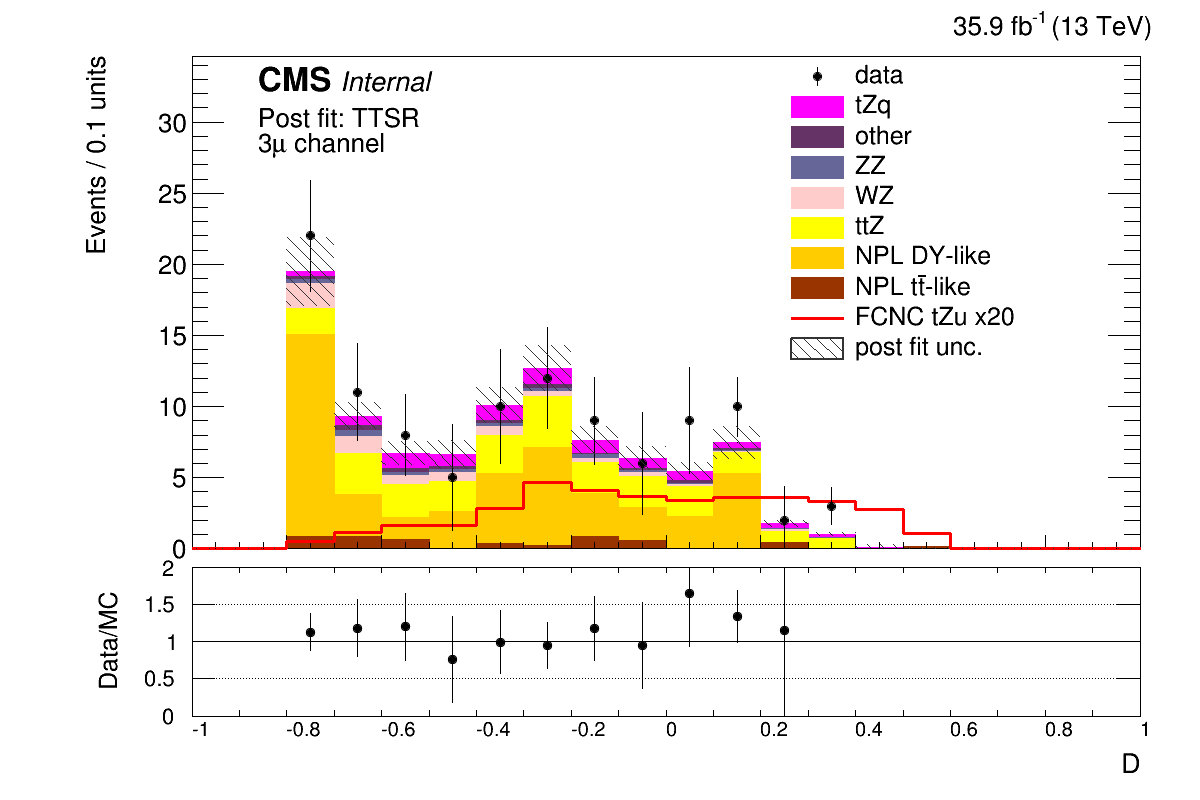 35.9 fb-1 (13 TeV)
Events / 0.1 units
CMS Internal
Post fit: TTSR
3μ channel
data
tZq
other
ZZ
WZ
ttZ
NPL DY-like
NPL tt̄-like
FCNC tZu x20
post fit unc.
30
25
20
15
10
5
0
Data/MC
2
1.5
1
0.5
0
-1 -0.8 -0.6 -0.4 -0.2 0 0.2 0.4 0.6 0.8 1
D